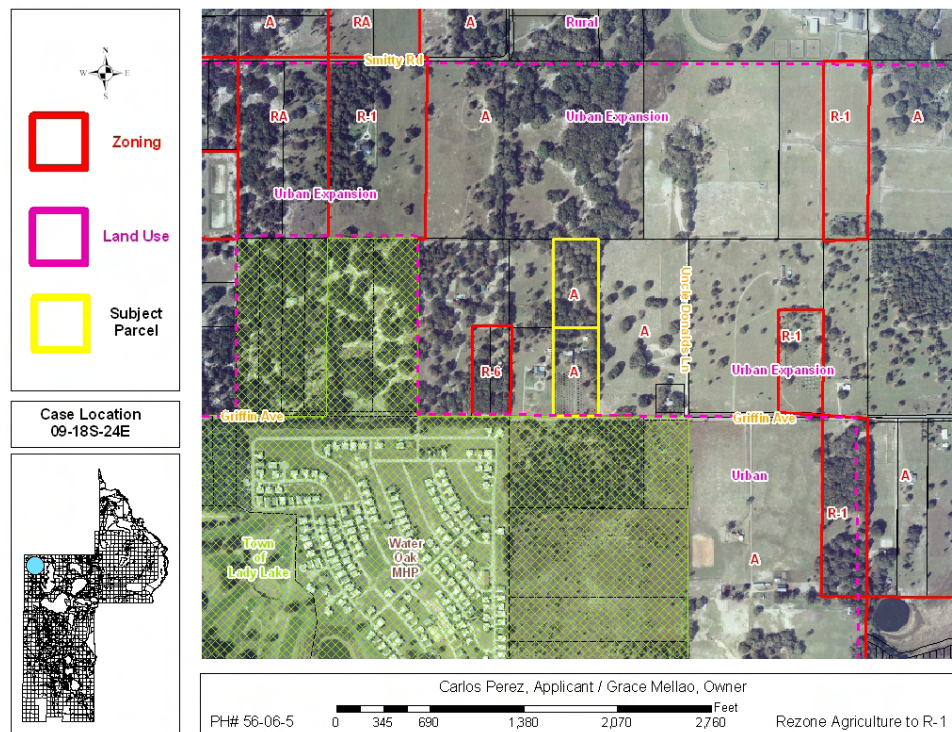 N
W E
S
Zoning
Land Use
Subject
Parcel
Case Location
09-18S-24E
A
RA
A
Rural
Smitty Rd
RA
R-1
A
Urban Expansion
R-1
A
Urban Expansion
A
A
Uncle Donalds Ln
R-1
R-6
A
Urban Expansion
Griffin Ave
Griffin Ave
Urban
A
R-1
Town
of
Lady Lake
Water
Oak
MHP
A
Carlos Perez, Applicant / Grace Mellao, Owner
Feet
0 345 690 1,380 2,070 2,760
PH# 56-06-5
Rezone Agriculture to R-1